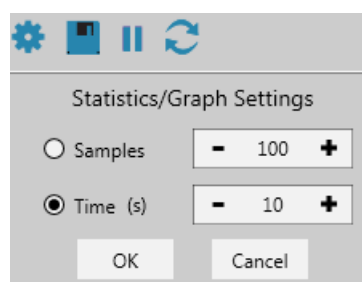 Statistics/Graph Settings
Samples - 100 +
Time (s) - 10 +
OK Cancel